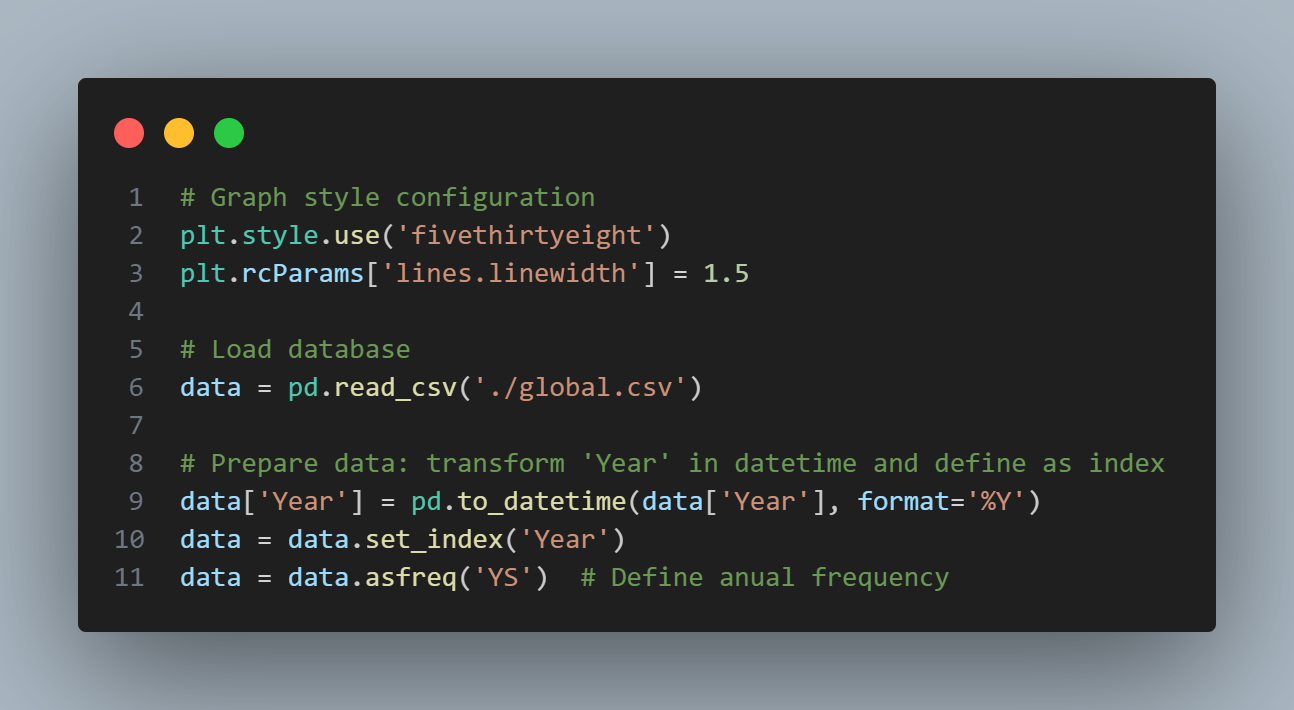 1 # Graph style configuration
2 plt.style.use('fivethirtyeight')
3 plt.rcParams['lines.linewidth'] = 1.5
4
5 # Load database
6 data = pd.read_csv('./global.csv')
7
8 # Prepare data: transform 'Year' in datetime and define as index
9 data['Year'] = pd.to_datetime(data['Year'], format='%Y')
10 data = data.set_index('Year')
11 data = data.asfreq('YS')  # Define anual frequency